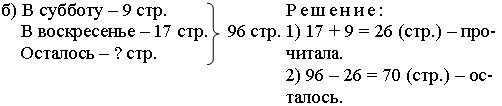 б) В субботу – 9 стр.
В воскресенье – 17 стр.
Осталось – ? стр.
96 стр.
Решение:
1) 17 + 9 = 26 (стр.) – про-
читала.
2) 96 – 26 = 70 (стр.) – ос-
талось.